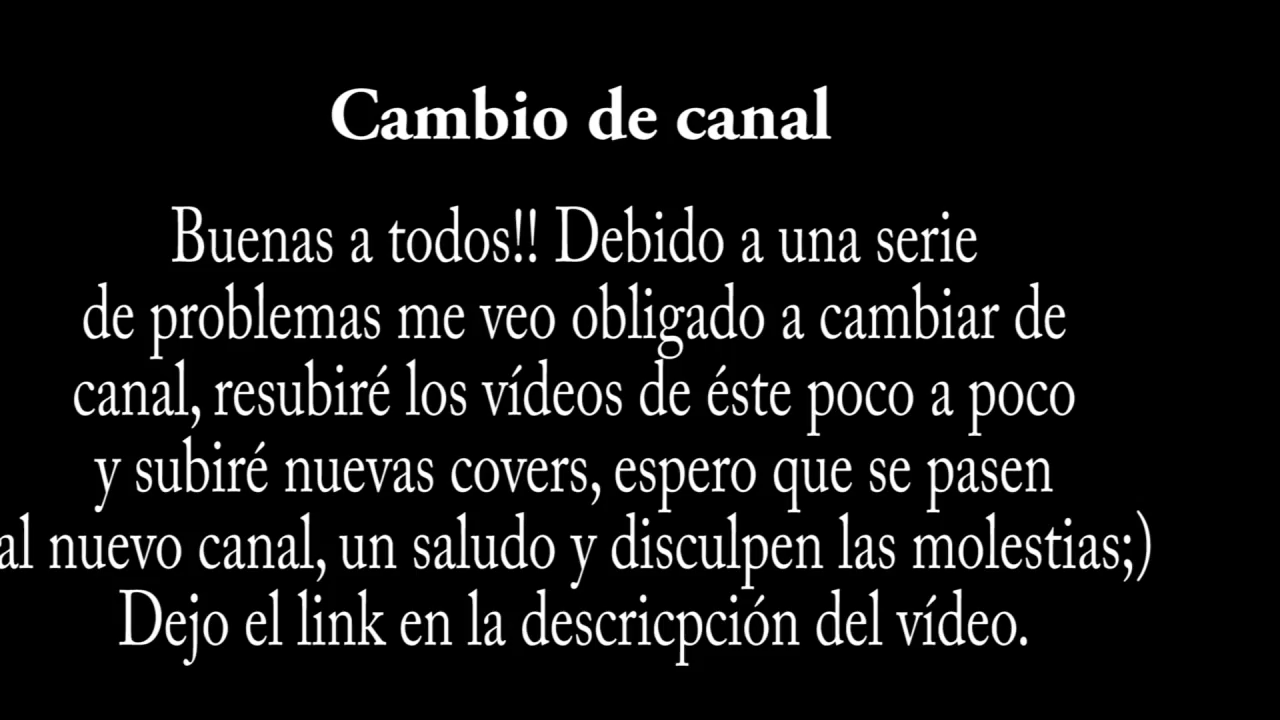 Cambio de canal
Buenas a todos!! Debido a una serie
de problemas me veo obligado a cambiar de
canal, resubiré los vídeos de éste poco a poco
y subiré nuevas covers, espero que se pasen
al nuevo canal, un saludo y disculpen las molestias;)
Dejo el link en la descricpción del vídeo.